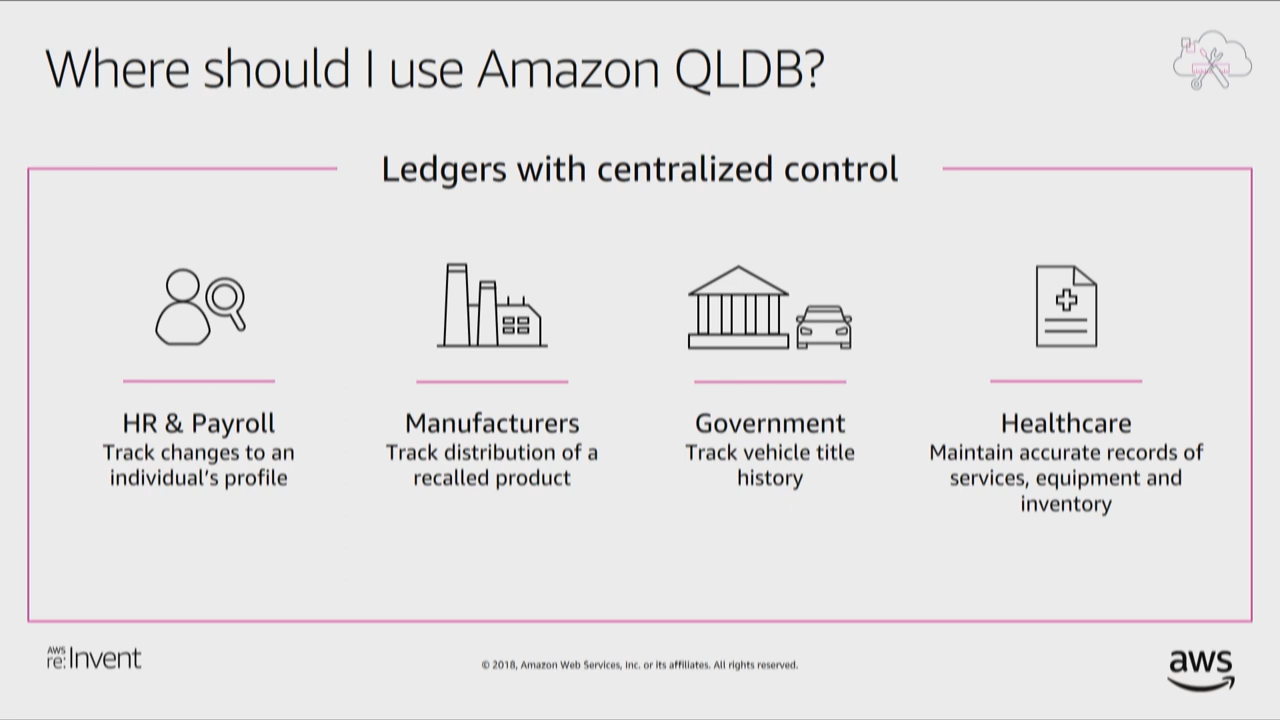 Where should I use Amazon QLDB?
Ledgers with centralized control
HR & Payroll
Track changes to an
individual's profile
Manufacturers
Track distribution of a
recalled product
Government
Track vehicle title
history
Healthcare
Maintain accurate records of
services, equipment and
inventory
AWS
re:Invent
© 2018, Amazon Web Services, Inc. or its affiliates. All rights reserved.
aws